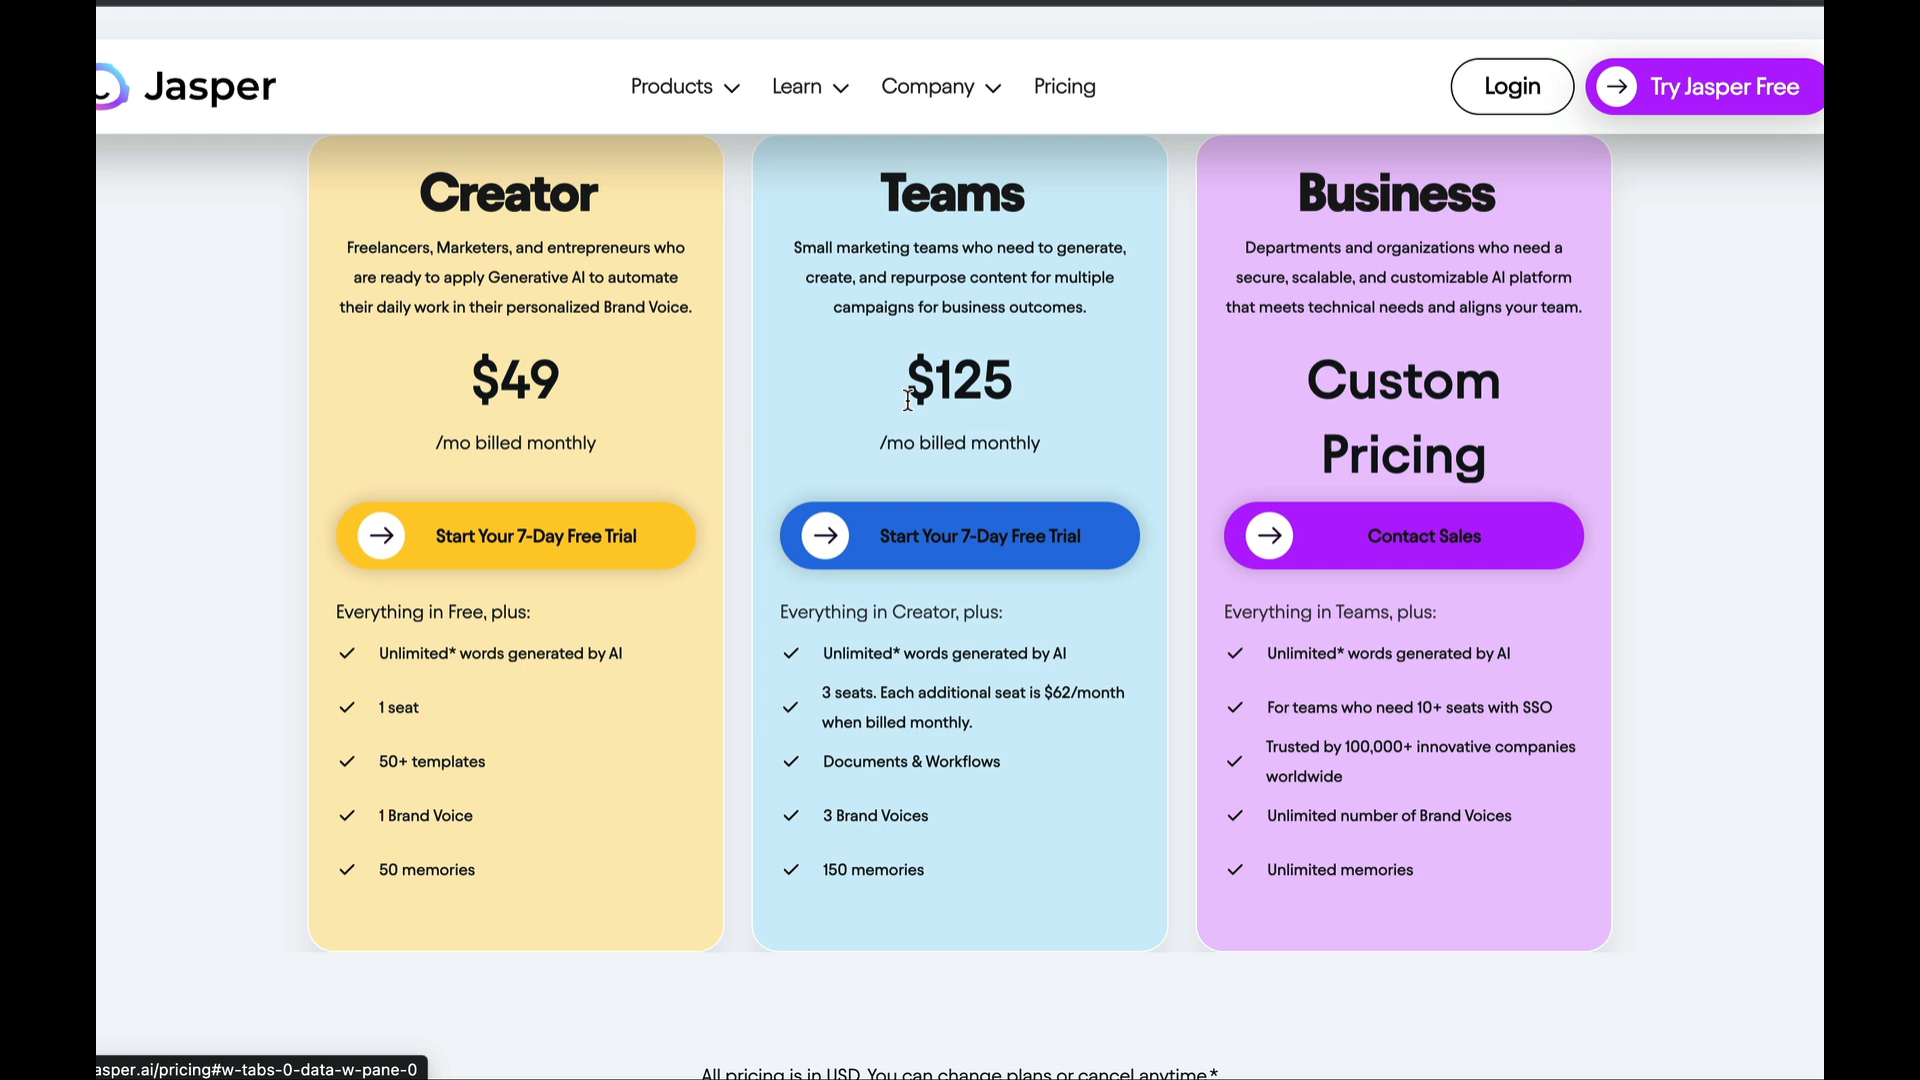 Jasper
Products
Learn
Company
Pricing
Login
Try Jasper Free
Creator
Freelancers, Marketers, and entrepreneurs who
are ready to apply Generative AI to automate
their daily work in their personalized Brand Voice.
$49
/mo billed monthly
Start Your 7-Day Free Trial
Everything in Free, plus:
Unlimited* words generated by AI
1 seat
50+ templates
1 Brand Voice
50 memories
Teams
Small marketing teams who need to generate,
create, and repurpose content for multiple
campaigns for business outcomes.
$125
/mo billed monthly
Start Your 7-Day Free Trial
Everything in Creator, plus:
Unlimited* words generated by AI
3 seats. Each additional seat is $62/month
when billed monthly.
Documents & Workflows
3 Brand Voices
150 memories
Business
Departments and organizations who need a
secure, scalable, and customizable AI platform
that meets technical needs and aligns your team.
Custom
Pricing
Contact Sales
Everything in Teams, plus:
Unlimited* words generated by AI
For teams who need 10+ seats with SSO
Trusted by 100,000+ innovative companies
worldwide
Unlimited number of Brand Voices
Unlimited memories
All pricing is in USD. You can change plans or cancel anytime*
asper.ai/pricing#w-tabs-0-data-w-pane-0